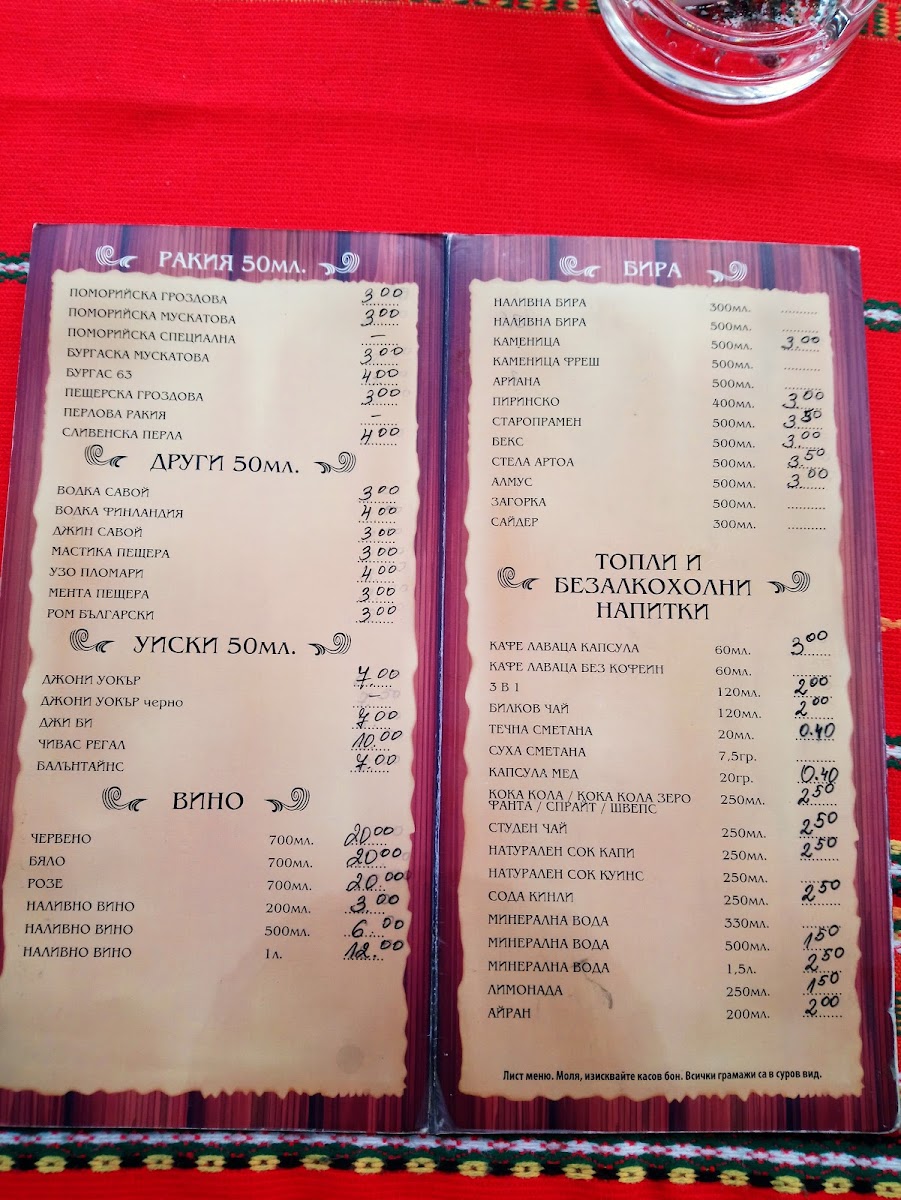 РАКИЯ 50МЛ.
ПОМОРИЙСКА ГРОЗДОВА 3.00
ПОМОРИЙСКА МУСКАТОВА 3.00
ПОМОРИЙСКА СПЕЦИАЛНА –
БУРГАСКА МУСКАТОВА 3.00
БУРГАС 63 4.00
ПЕЩЕРСКА ГРОЗДОВА 3.00
ПЕРЛОВА РАКИЯ –
СЛИВЕНСКА ПЕРЛА 4.00
ДРУГИ 50МЛ.
ВОДКА САВОЙ 3.00
ВОДКА ФИНЛАНДИЯ 4.00
ДЖИН САВОЙ 3.00
МАСТИКА ПЕЩЕРА 3.00
УЗО ПЛОМАРИ 4.00
МЕНТА ПЕЩЕРА 3.00
РОМ БЪЛГАРСКИ 3.00
УИСКИ 50МЛ.
ДЖОНИ УОКЪР 7.00
ДЖОНИ УОКЪР черно –
ДЖИ БИ 7.00
ЧИВАС РЕГАЛ 10.00
БАЛЪНТАЙНС 7.00
ВИНО
ЧЕРВЕНО 700МЛ. 20.00
БЯЛО 700МЛ. 20.00
РОЗЕ 700МЛ. 20.00
НАЛИВНО ВИНО 200МЛ. 3.00
НАЛИВНО ВИНО 500МЛ. 6.00
НАЛИВНО ВИНО 1Л. 12.00
БИРА
НАЛИВНА БИРА 300МЛ.
НАЛИВНА БИРА 500МЛ.
КАМЕНИЦА 500МЛ. 3.00
КАМЕНИЦА ФРЕШ 500МЛ.
АРИАНА 500МЛ.
ПИРИНСКО 400МЛ. 3.00
СТАРОПРАМЕН 500МЛ. 3.50
БЕКС 500МЛ. 3.00
СТЕЛА АРТОА 500МЛ. 3.50
АЛМУС 500МЛ. 3.00
ЗАГОРКА 500МЛ.
САЙДЕР 300МЛ.
ТОПЛИ И
БЕЗАЛКОХОЛНИ
НАПИТКИ
КАФЕ ЛАВАЦА КАПСУЛА 60МЛ. 3.00
КАФЕ ЛАВАЦА БЕЗ КОФЕИН 60МЛ.
3 В 1 120МЛ. 2.00
БИЛКОВ ЧАЙ 120МЛ. 2.00
ТЕЧНА СМЕТАНА 20МЛ. 0.40
СУХА СМЕТАНА 7,5ГР.
КАПСУЛА МЕД 20ГР. 0.40
КОКА КОЛА / КОКА КОЛА ЗЕРО
ФАНТА / СПРАЙТ / ШВЕПС 250МЛ. 2.50
СТУДЕН ЧАЙ 250МЛ. 2.50
НАТУРАЛЕН СОК КАПИ 250МЛ. 2.50
НАТУРАЛЕН СОК КУИНС 250МЛ.
СОДА КИНЛИ 250МЛ. 2.50
МИНЕРАЛНА ВОДА 330МЛ.
МИНЕРАЛНА ВОДА 500МЛ. 1.50
МИНЕРАЛНА ВОДА 1,5Л. 2.50
ЛИМОНАДА 250МЛ. 1.50
АЙРАН 200МЛ. 2.00
Лист меню. Моля, изисквайте касов бон. Всички грамажи са в суров вид.